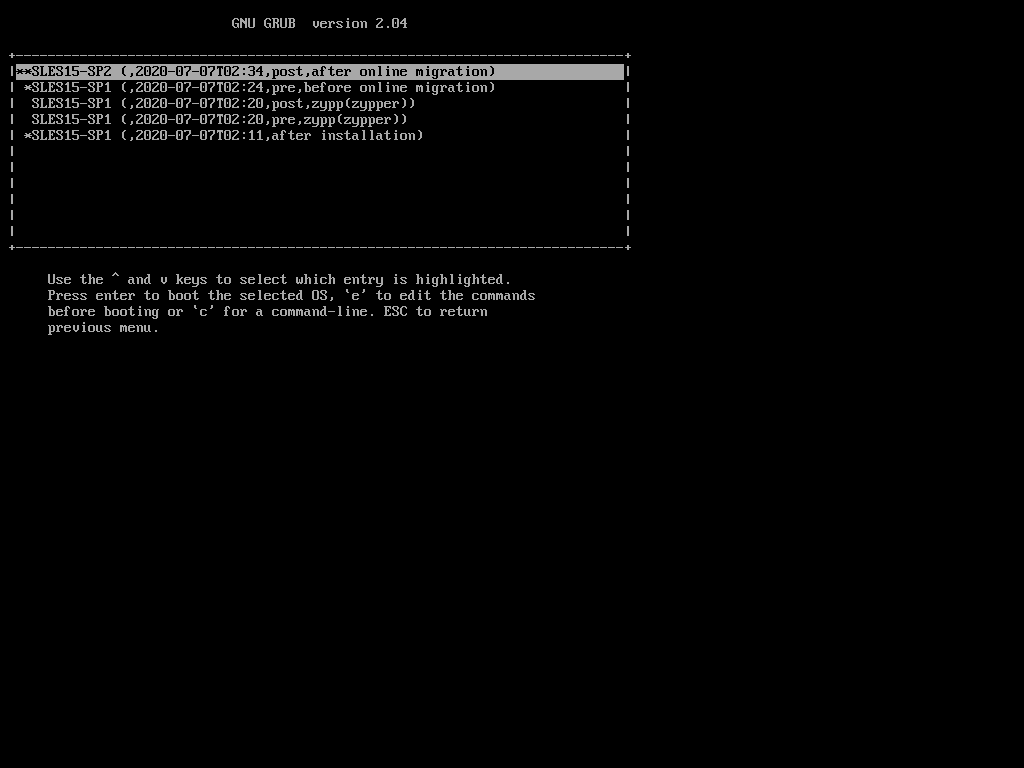 GNU GRUB  version 2.04
**SLES15-SP2 (,2020-07-07T02:34,post,after online migration)
*SLES15-SP1 (,2020-07-07T02:24,pre,before online migration)
SLES15-SP1 (,2020-07-07T02:20,post,zypp(zypper))
SLES15-SP1 (,2020-07-07T02:20,pre,zypp(zypper))
*SLES15-SP1 (,2020-07-07T02:11,after installation)
Use the ^ and v keys to select which entry is highlighted.
Press enter to boot the selected OS, `e' to edit the commands
before booting or `c' for a command-line. ESC to return
previous menu.